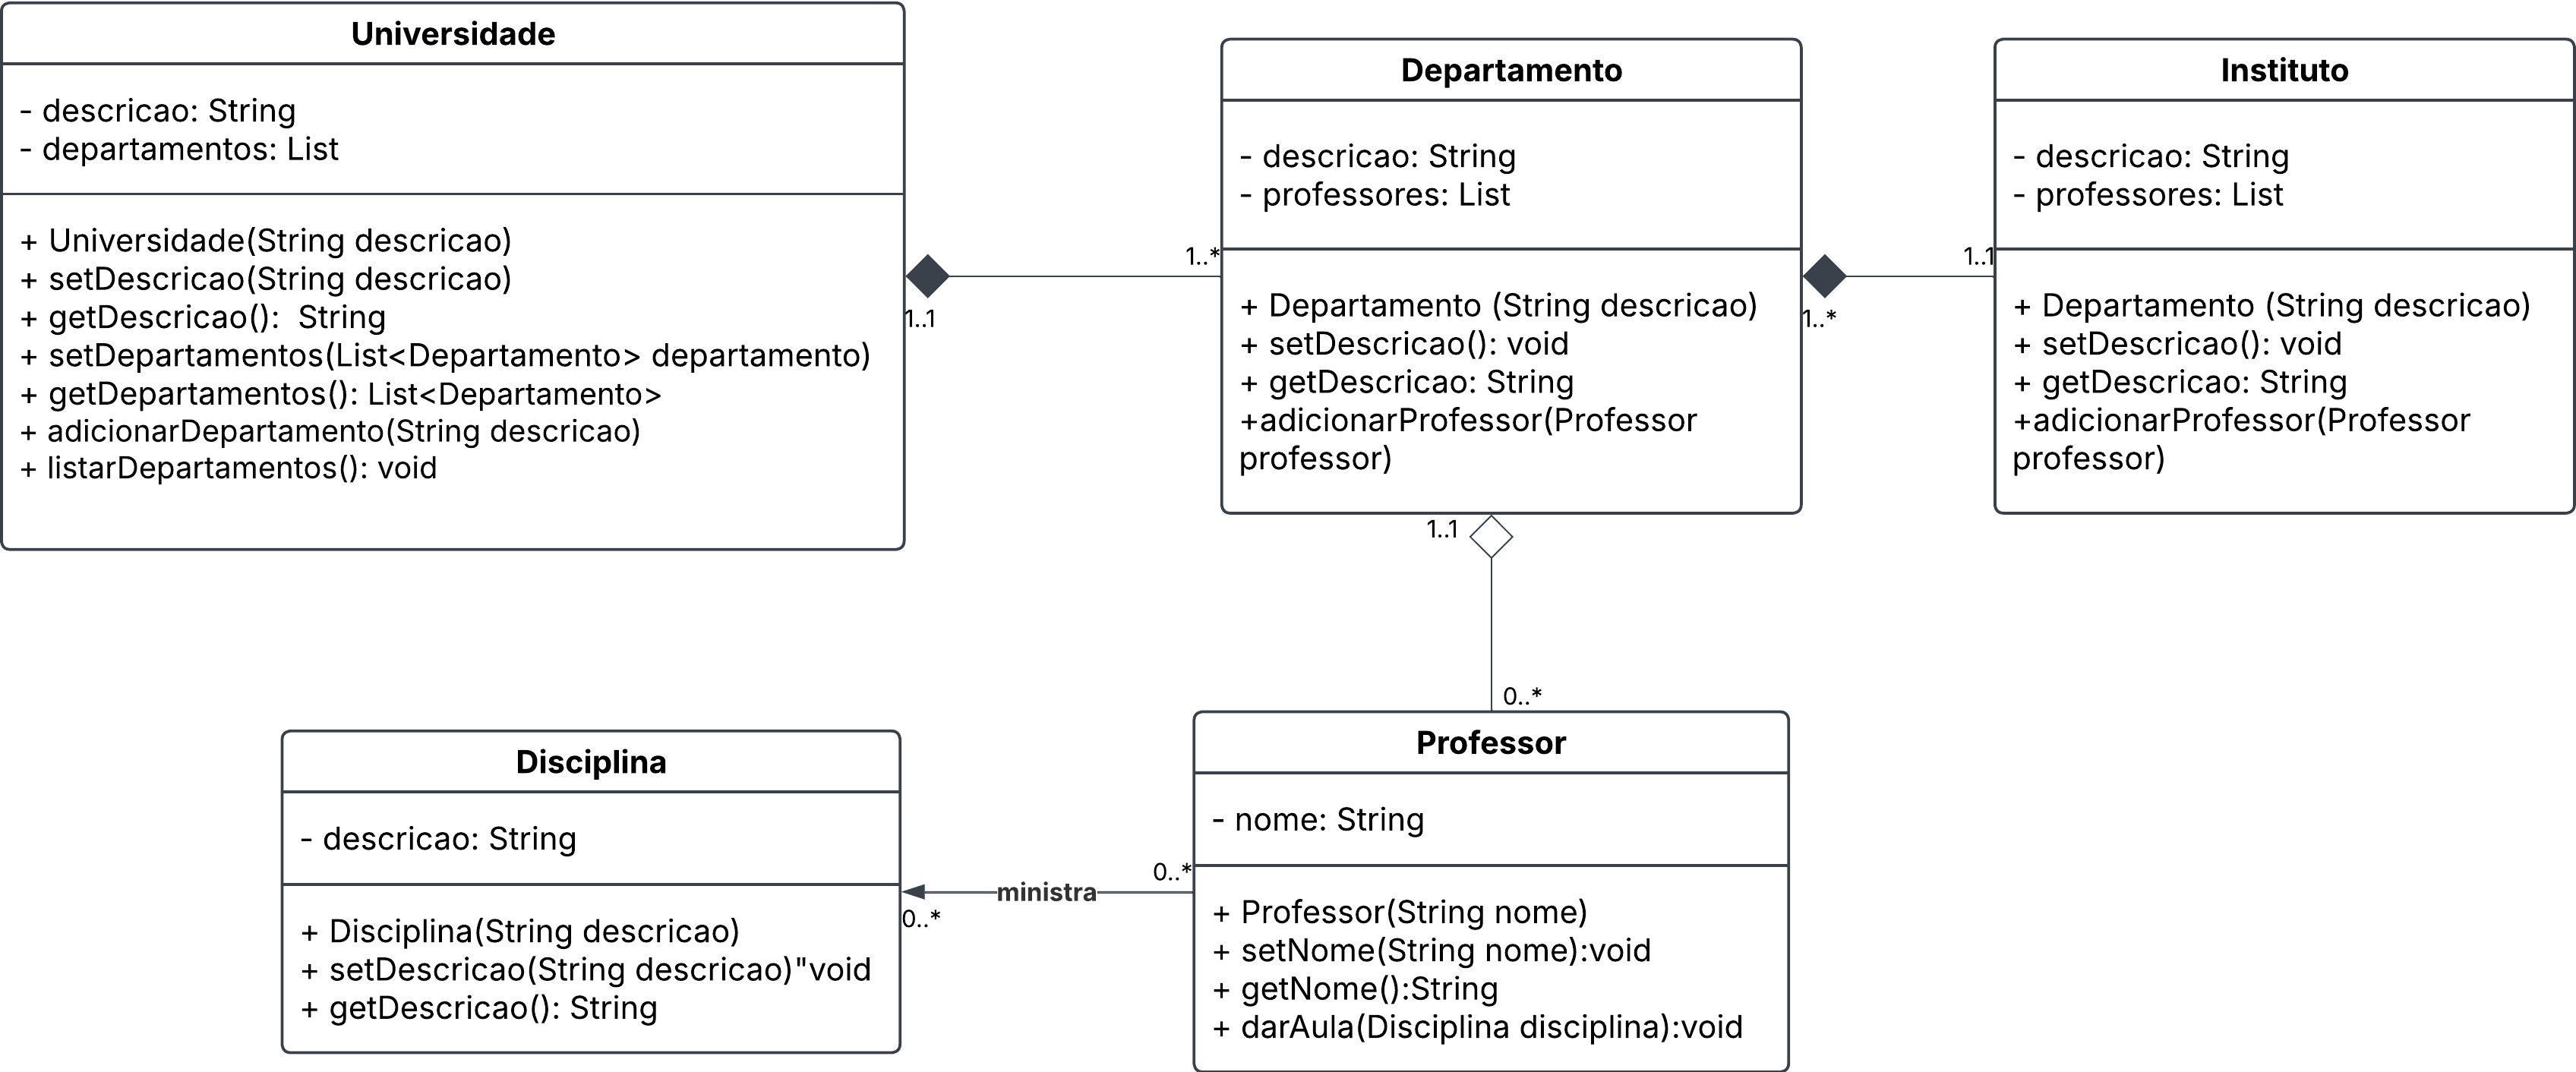 Universidade
- descricao: String
- departamentos: List
+ Universidade(String descricao)
+ setDescricao(String descricao)
+ getDescricao():  String
+ setDepartamentos(List<Departamento> departamento)
+ getDepartamentos(): List<Departamento>
+ adicionarDepartamento(String descricao)
+ listarDepartamentos(): void
1..1
1..*
Departamento
- descricao: String
- professores: List
+ Departamento (String descricao)
+ setDescricao(): void
+ getDescricao: String
+adicionarProfessor(Professor
professor)
1..*
1..1
Instituto
- descricao: String
- professores: List
+ Departamento (String descricao)
+ setDescricao(): void
+ getDescricao: String
+adicionarProfessor(Professor
professor)
1..1
0..*
Disciplina
- descricao: String
+ Disciplina(String descricao)
+ setDescricao(String descricao)"void
+ getDescricao(): String
0..*
ministra
0..*
Professor
- nome: String
+ Professor(String nome)
+ setNome(String nome):void
+ getNome():String
+ darAula(Disciplina disciplina):void